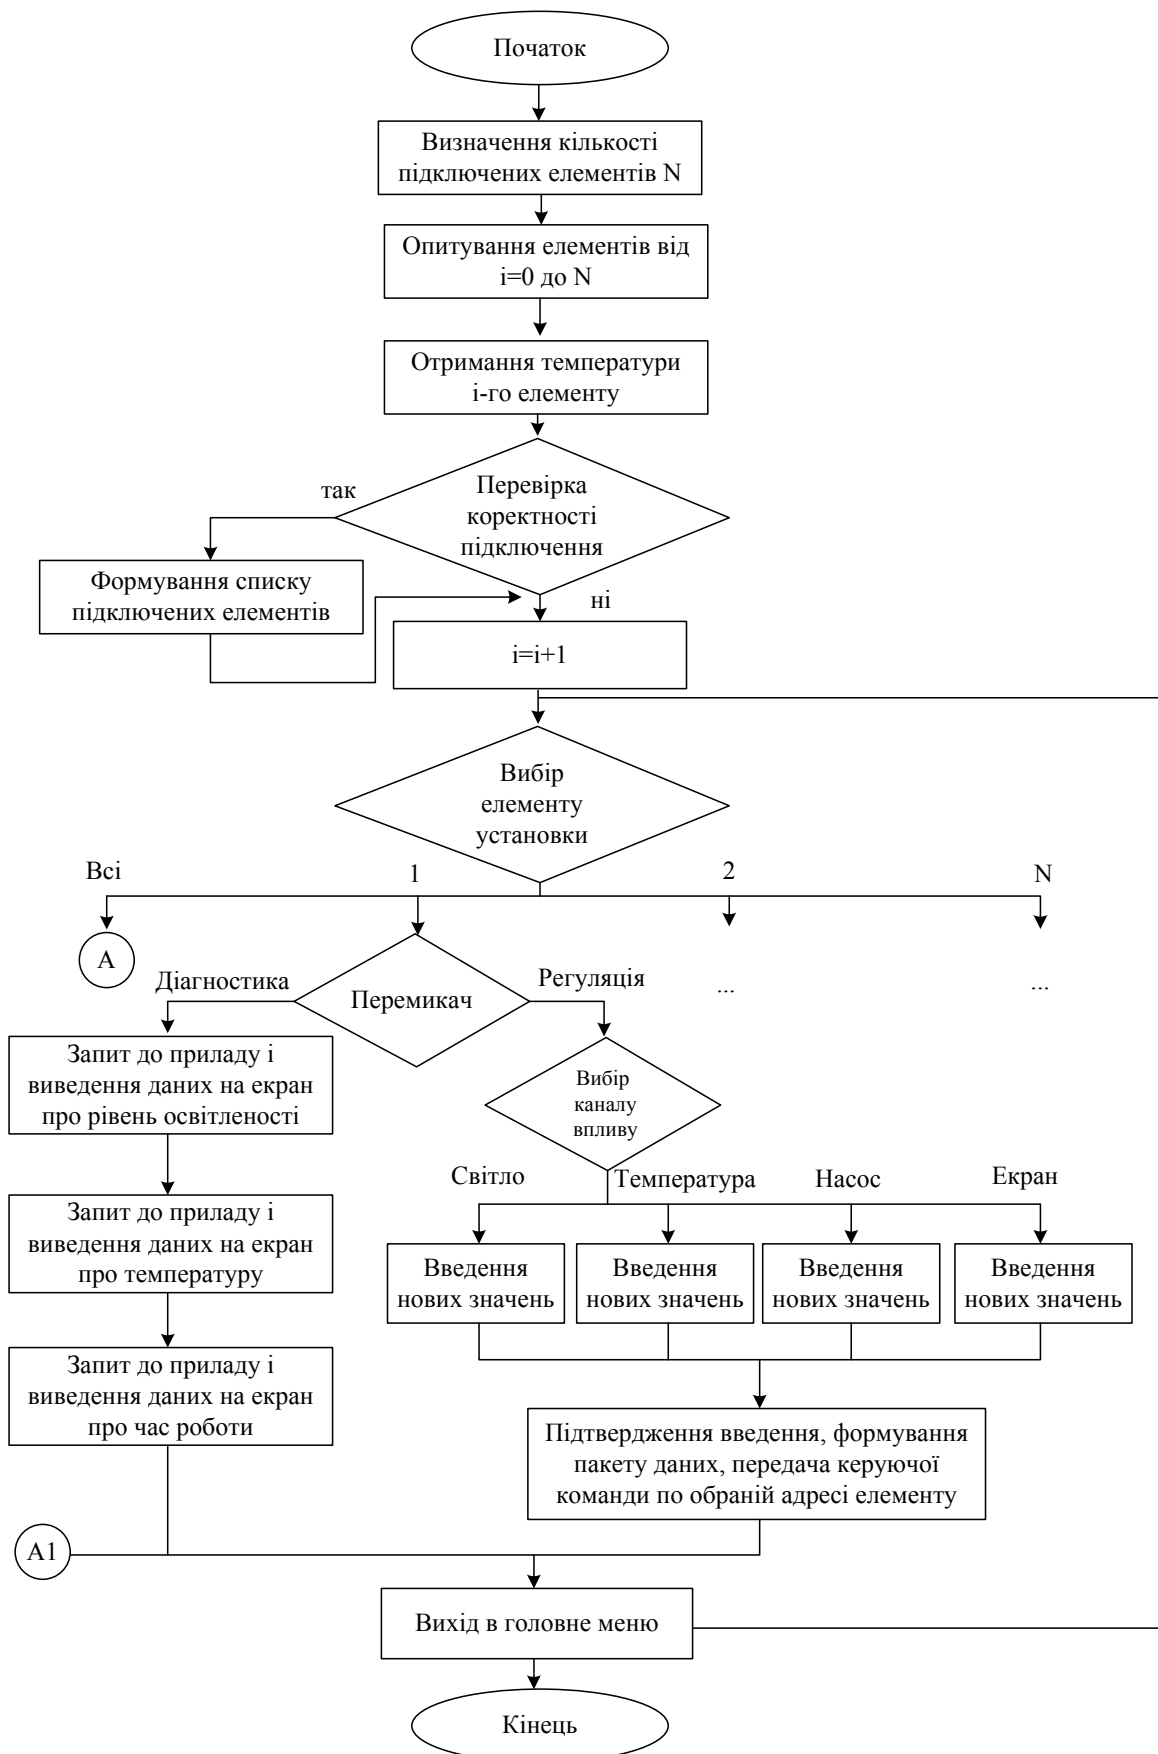 Початок
Визначення кількості
підключених елементів N
Опитування елементів від
i=0 до N
Отримання температури
і-го елементу
так
Перевірка
коректності
підключення
Формування списку
підключених елементів
ні
i=i+1
Вибір
елементу
установки
Всі
1
2
N
А
Діагностика
Перемикач
Регуляція
...
...
Запит до приладу і
виведення даних на екран
про рівень освітленості
Вибір
каналу
впливу
Світло
Температура
Насос
Екран
Запит до приладу і
виведення даних на екран
про температуру
Введення
нових значень
Введення
нових значень
Введення
нових значень
Введення
нових значень
Запит до приладу і
виведення даних на екран
про час роботи
Підтвердження введення, формування
пакету даних, передача керуючої
команди по обраній адресі елементу
А1
Вихід в головне меню
Кінець